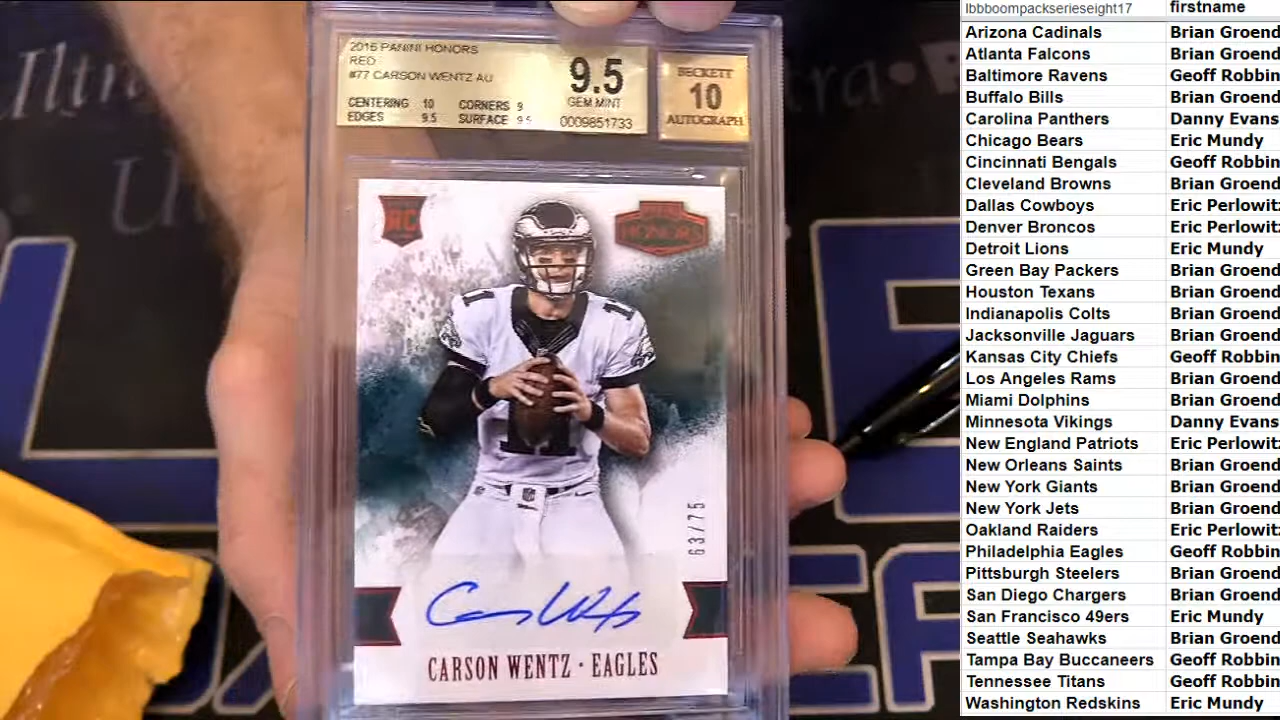 2016 PANINI HONORS
RED
#77 CARSON WENTZ AU
CENTERING 10 CORNERS 9
EDGES 9.5 SURFACE 9.5
9.5
GEM MINT
0009851733
BECKETT
10
AUTOGRAPH
RC
HONORS
11
11
63/75
CARSON WENTZ · EAGLES
lbbboompackserieseight17 firstname
Arizona Cadinals Brian Groend
Atlanta Falcons Brian Groend
Baltimore Ravens Geoff Robbin
Buffalo Bills Brian Groend
Carolina Panthers Danny Evans
Chicago Bears Eric Mundy
Cincinnati Bengals Geoff Robbin
Cleveland Browns Brian Groend
Dallas Cowboys Eric Perlowitz
Denver Broncos Eric Perlowitz
Detroit Lions Eric Mundy
Green Bay Packers Brian Groend
Houston Texans Brian Groend
Indianapolis Colts Brian Groend
Jacksonville Jaguars Brian Groend
Kansas City Chiefs Geoff Robbin
Los Angeles Rams Brian Groend
Miami Dolphins Brian Groend
Minnesota Vikings Danny Evans
New England Patriots Eric Perlowitz
New Orleans Saints Brian Groend
New York Giants Brian Groend
New York Jets Brian Groend
Oakland Raiders Eric Perlowitz
Philadelphia Eagles Geoff Robbin
Pittsburgh Steelers Brian Groend
San Diego Chargers Brian Groend
San Francisco 49ers Eric Mundy
Seattle Seahawks Brian Groend
Tampa Bay Buccaneers Geoff Robbin
Tennessee Titans Geoff Robbin
Washington Redskins Eric Mundy